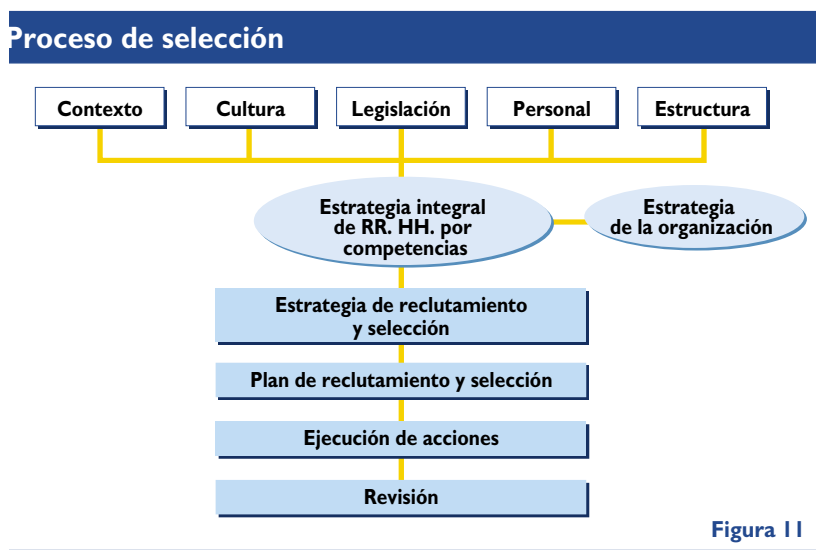 Proceso de selección
Contexto
Cultura
Legislación
Personal
Estructura
Estrategia integral
de RR. HH. por
competencias
Estrategia
de la organización
Estrategia de reclutamiento
y selección
Plan de reclutamiento y selección
Ejecución de acciones
Revisión
Figura 11